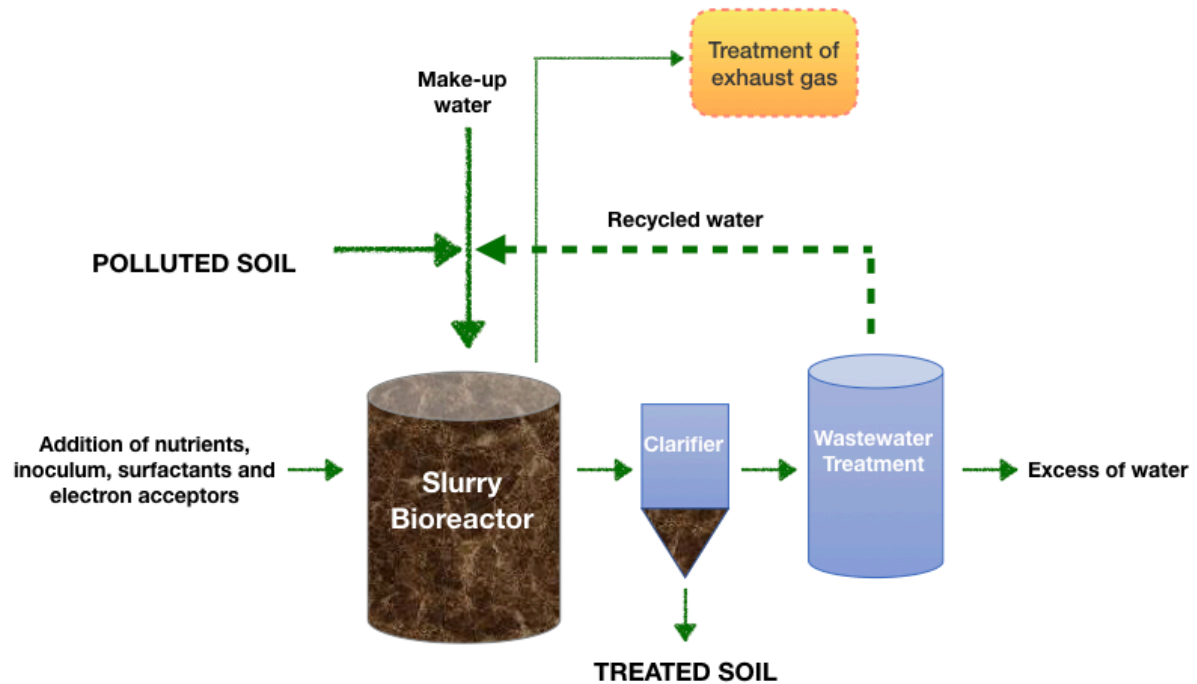 Treatment of
exhaust gas
Make-up
water
Recycled water
POLLUTED SOIL
Addition of nutrients,
inoculum, surfactants and
electron acceptors
Slurry
Bioreactor
Clarifier
Wastewater
Treatment
Excess of water
TREATED SOIL